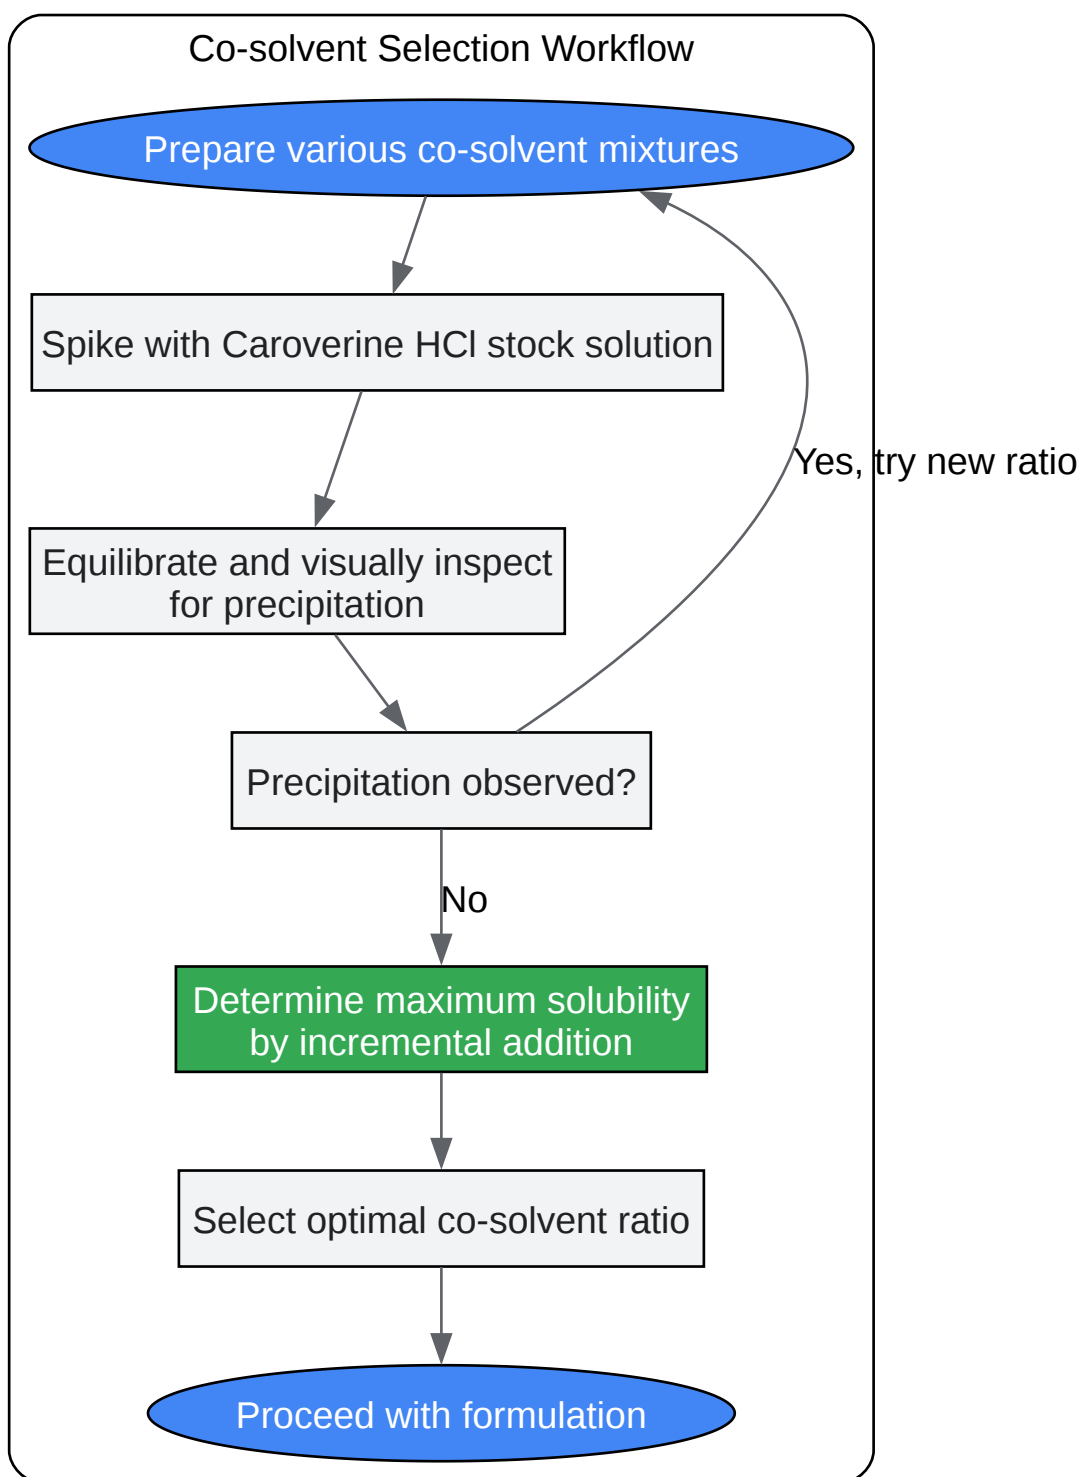 Co-solvent Selection Workflow
Prepare various co-solvent mixtures
Spike with Caroverine HCl stock solution
Yes, try new ratio
Equilibrate and visually inspect
for precipitation
Precipitation observed?
No
Determine maximum solubility
by incremental addition
Select optimal co-solvent ratio
Proceed with formulation